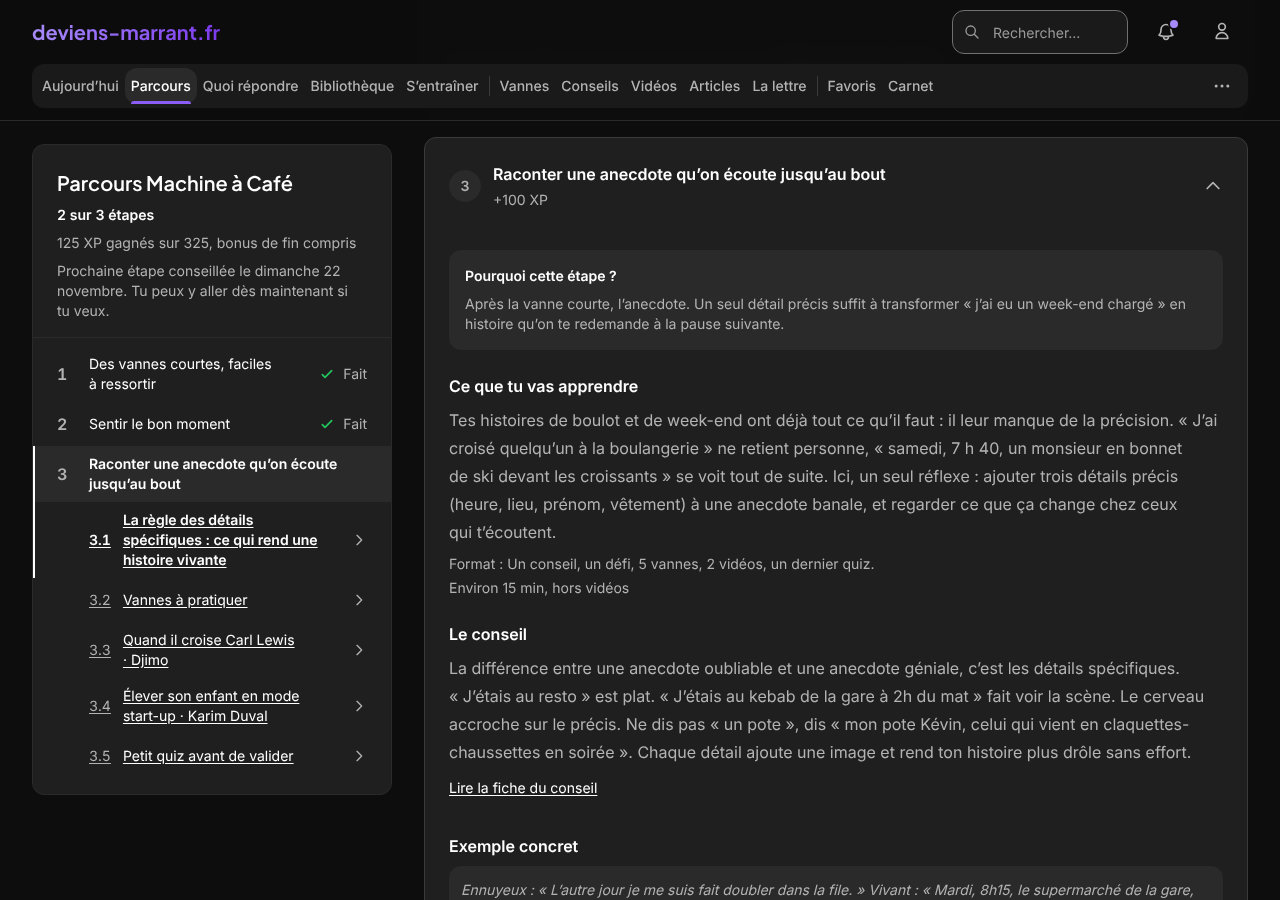 deviens-marrant.fr
Rechercher...
Aujourd’hui Parcours Quoi répondre Bibliothèque S’entraîner Vannes Conseils Vidéos Articles La lettre Favoris Carnet
Parcours Machine à Café
2 sur 3 étapes
125 XP gagnés sur 325, bonus de fin compris
Prochaine étape conseillée le dimanche 22
novembre. Tu peux y aller dès maintenant si
tu veux.
1 Des vannes courtes, faciles
à ressortir
Fait
2 Sentir le bon moment Fait
3 Raconter une anecdote qu’on écoute
jusqu’au bout
3.1 La règle des détails
spécifiques : ce qui rend une
histoire vivante
3.2 Vannes à pratiquer
3.3 Quand il croise Carl Lewis
· Djimo
3.4 Élever son enfant en mode
start-up · Karim Duval
3.5 Petit quiz avant de valider
3 Raconter une anecdote qu’on écoute jusqu’au bout
+100 XP
Pourquoi cette étape ?
Après la vanne courte, l’anecdote. Un seul détail précis suffit à transformer « j’ai eu un week-end chargé » en
histoire qu’on te redemande à la pause suivante.
Ce que tu vas apprendre
Tes histoires de boulot et de week-end ont déjà tout ce qu’il faut : il leur manque de la précision. « J’ai
croisé quelqu’un à la boulangerie » ne retient personne, « samedi, 7 h 40, un monsieur en bonnet
de ski devant les croissants » se voit tout de suite. Ici, un seul réflexe : ajouter trois détails précis
(heure, lieu, prénom, vêtement) à une anecdote banale, et regarder ce que ça change chez ceux
qui t’écoutent.
Format : Un conseil, un défi, 5 vannes, 2 vidéos, un dernier quiz.
Environ 15 min, hors vidéos
Le conseil
La différence entre une anecdote oubliable et une anecdote géniale, c’est les détails spécifiques.
« J’étais au resto » est plat. « J’étais au kebab de la gare à 2h du mat » fait voir la scène. Le cerveau
accroche sur le précis. Ne dis pas « un pote », dis « mon pote Kévin, celui qui vient en claquettes-
chaussettes en soirée ». Chaque détail ajoute une image et rend ton histoire plus drôle sans effort.
Lire la fiche du conseil
Exemple concret
Ennuyeux : « L’autre jour je me suis fait doubler dans la file. » Vivant : « Mardi, 8h15, le supermarché de la gare,